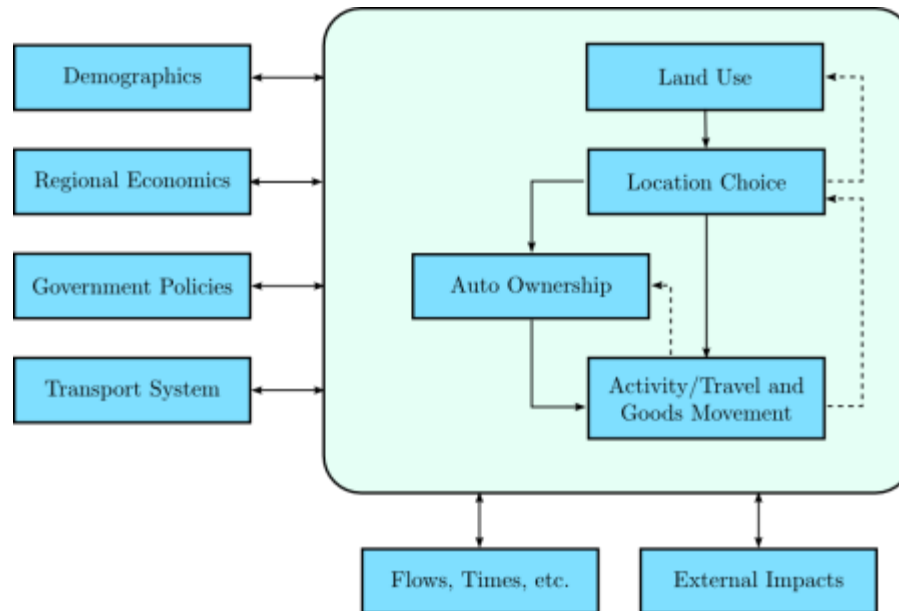 Demographics
Land Use
Regional Economics
Location Choice
Government Policies
Auto Ownership
Transport System
Activity/Travel and
Goods Movement
Flows, Times, etc.
External Impacts